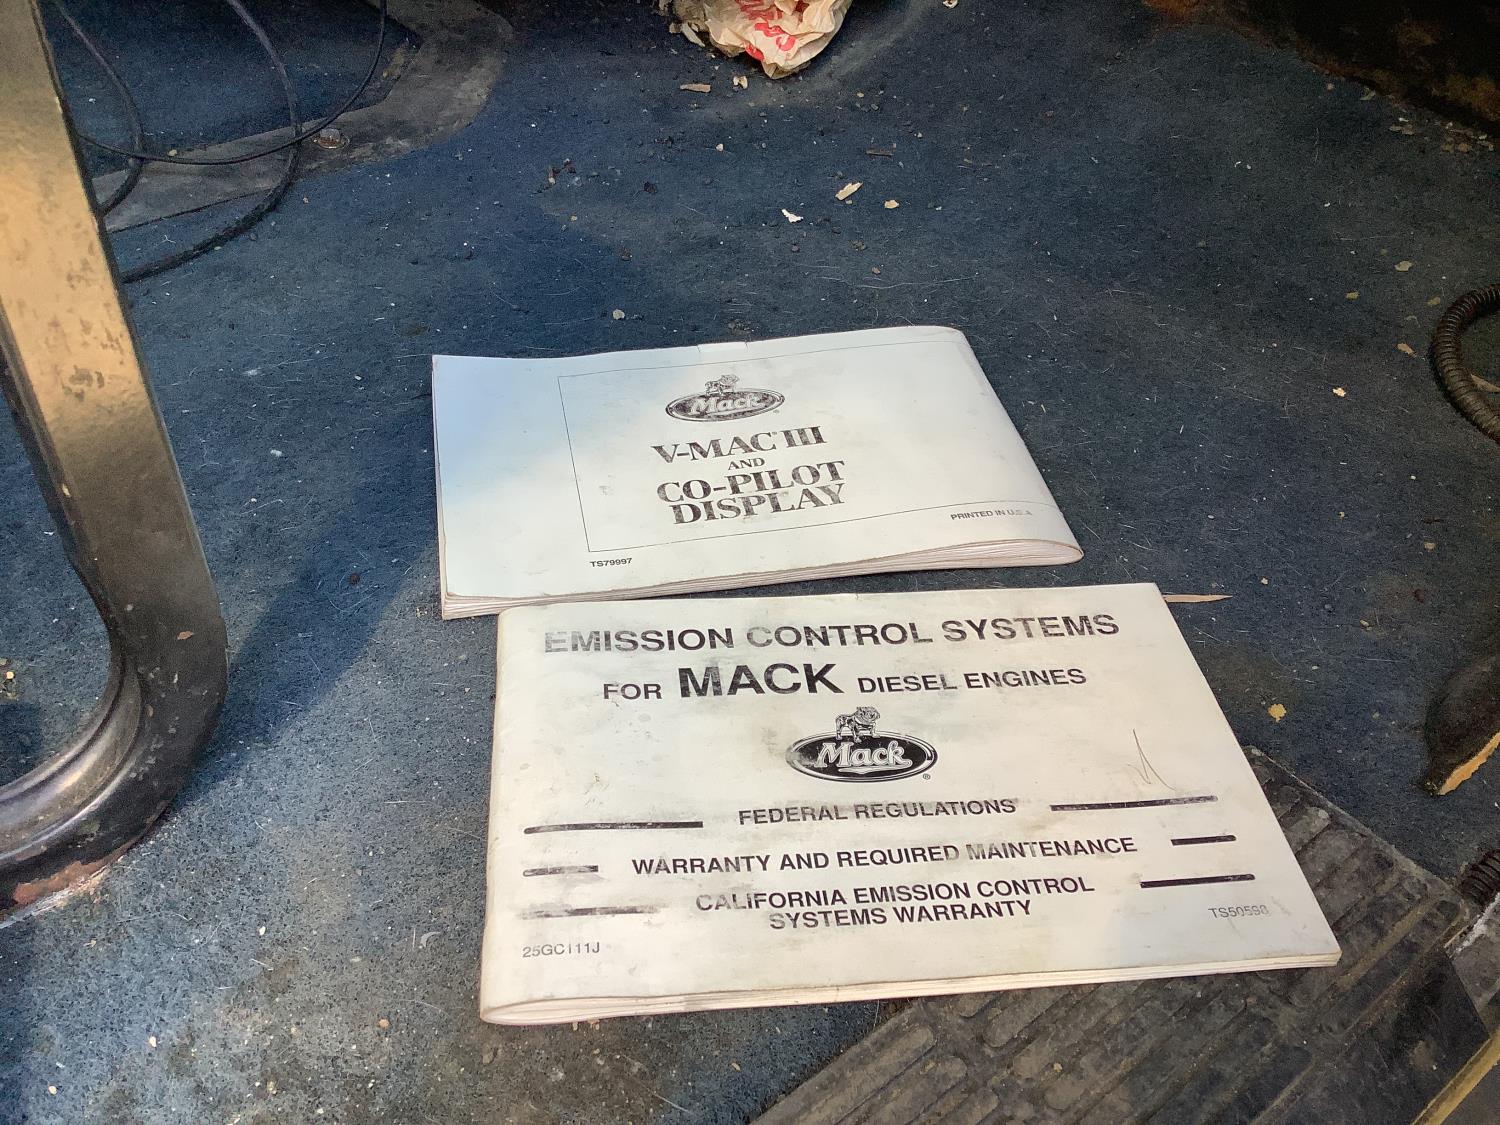 Mack
V-MAC III
AND
CO-PILOT
DISPLAY
PRINTED IN U.S.A.
TS79997
EMISSION CONTROL SYSTEMS
FOR MACK DIESEL ENGINES
Mack
FEDERAL REGULATIONS
WARRANTY AND REQUIRED MAINTENANCE
CALIFORNIA EMISSION CONTROL
SYSTEMS WARRANTY
25GC111J